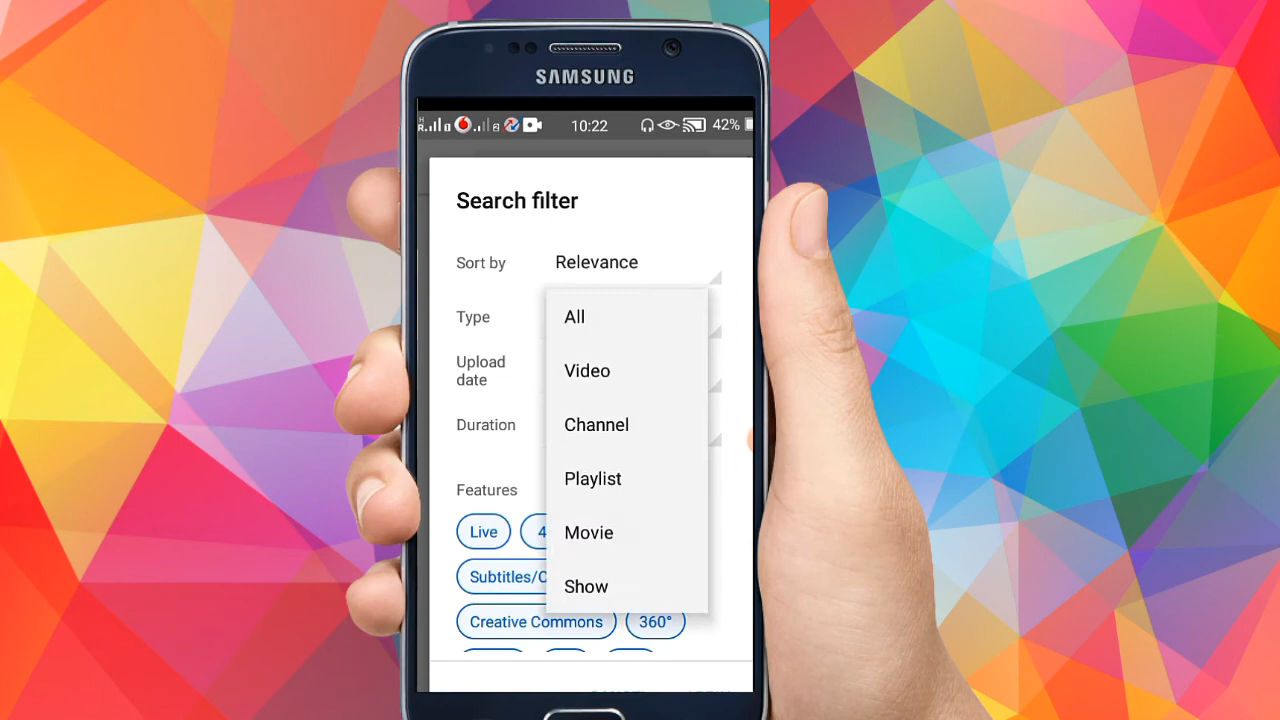 SAMSUNG
10:22 42%
Search filter
Sort by Relevance
Type All
Upload
date
Video
Duration Channel
Features Playlist
Live 4
Movie
Subtitles/C
Show
Creative Commons 360°